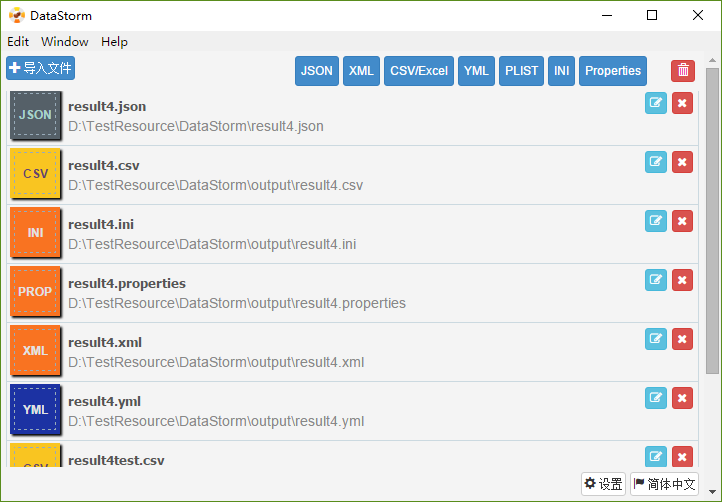 DataStorm
Edit Window Help
导入文件 JSON XML CSV/Excel YML PLIST INI Properties
JSON result4.json
D:\TestResource\DataStorm\result4.json
CSV result4.csv
D:\TestResource\DataStorm\output\result4.csv
INI result4.ini
D:\TestResource\DataStorm\output\result4.ini
PROP result4.properties
D:\TestResource\DataStorm\output\result4.properties
XML result4.xml
D:\TestResource\DataStorm\output\result4.xml
YML result4.yml
D:\TestResource\DataStorm\output\result4.yml
CSV result4test.csv
设置 简体中文